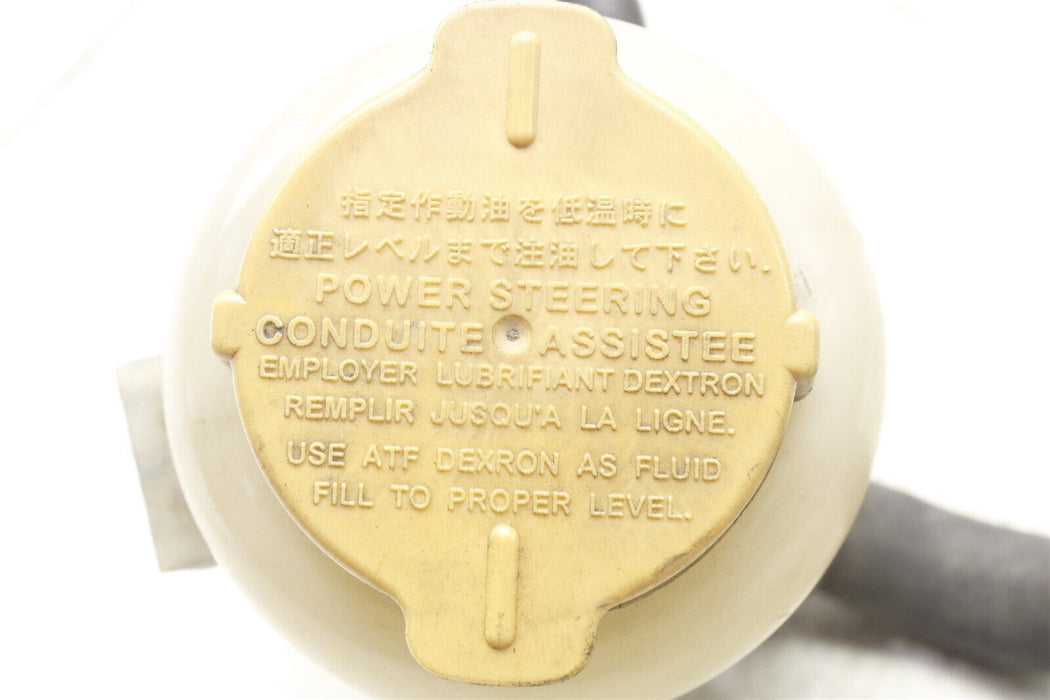 指定作動油を低温時に
適正レベルまで注油して下さい.
POWER STEERING
CONDUITE ASSISTEE
EMPLOYER LUBRIFIANT DEXTRON
REMPLIR JUSQU'A LA LIGNE.
USE ATF DEXRON AS FLUID
FILL TO PROPER LEVEL.